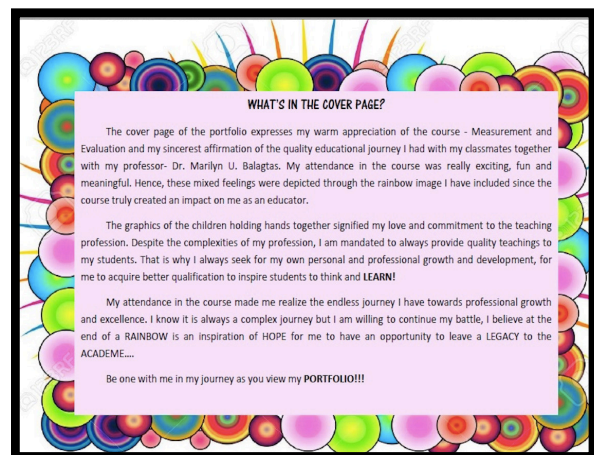 WHAT'S IN THE COVER PAGE?
The cover page of the portfolio expresses my warm appreciation of the course - Measurement and
Evaluation and my sincerest affirmation of the quality educational journey I had with my classmates together
with my professor- Dr. Marilyn U. Balagtas. My attendance in the course was really exciting, fun and
meaningful. Hence, these mixed feelings were depicted through the rainbow image I have included since the
course truly created an impact on me as an educator.
The graphics of the children holding hands together signified my love and commitment to the teaching
profession. Despite the complexities of my profession, I am mandated to always provide quality teachings to
my students. That is why I always seek for my own personal and professional growth and development, for
me to acquire better qualification to inspire students to think and LEARN!
My attendance in the course made me realize the endless journey I have towards professional growth
and excellence. I know it is always a complex journey but I am willing to continue my battle, I believe at the
end of a RAINBOW is an inspiration of HOPE for me to have an opportunity to leave a LEGACY to the
ACADEME....
Be one with me in my journey as you view my PORTFOLIO!!!